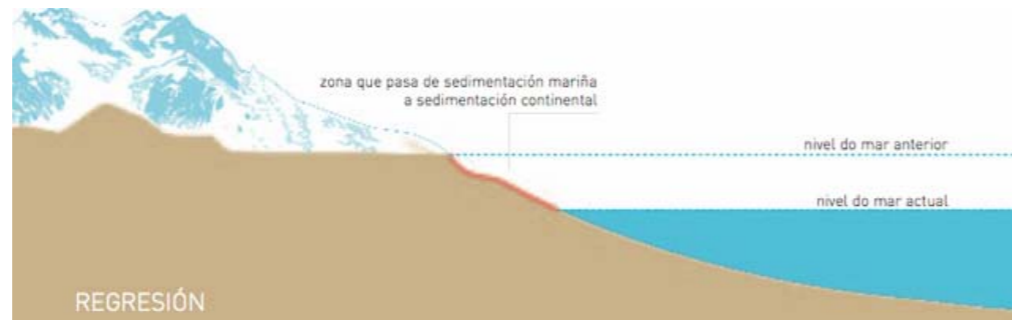 zona que pasa de sedimentación mariña
a sedimentación continental
nivel do mar anterior
nivel do mar actual
REGRESIÓN